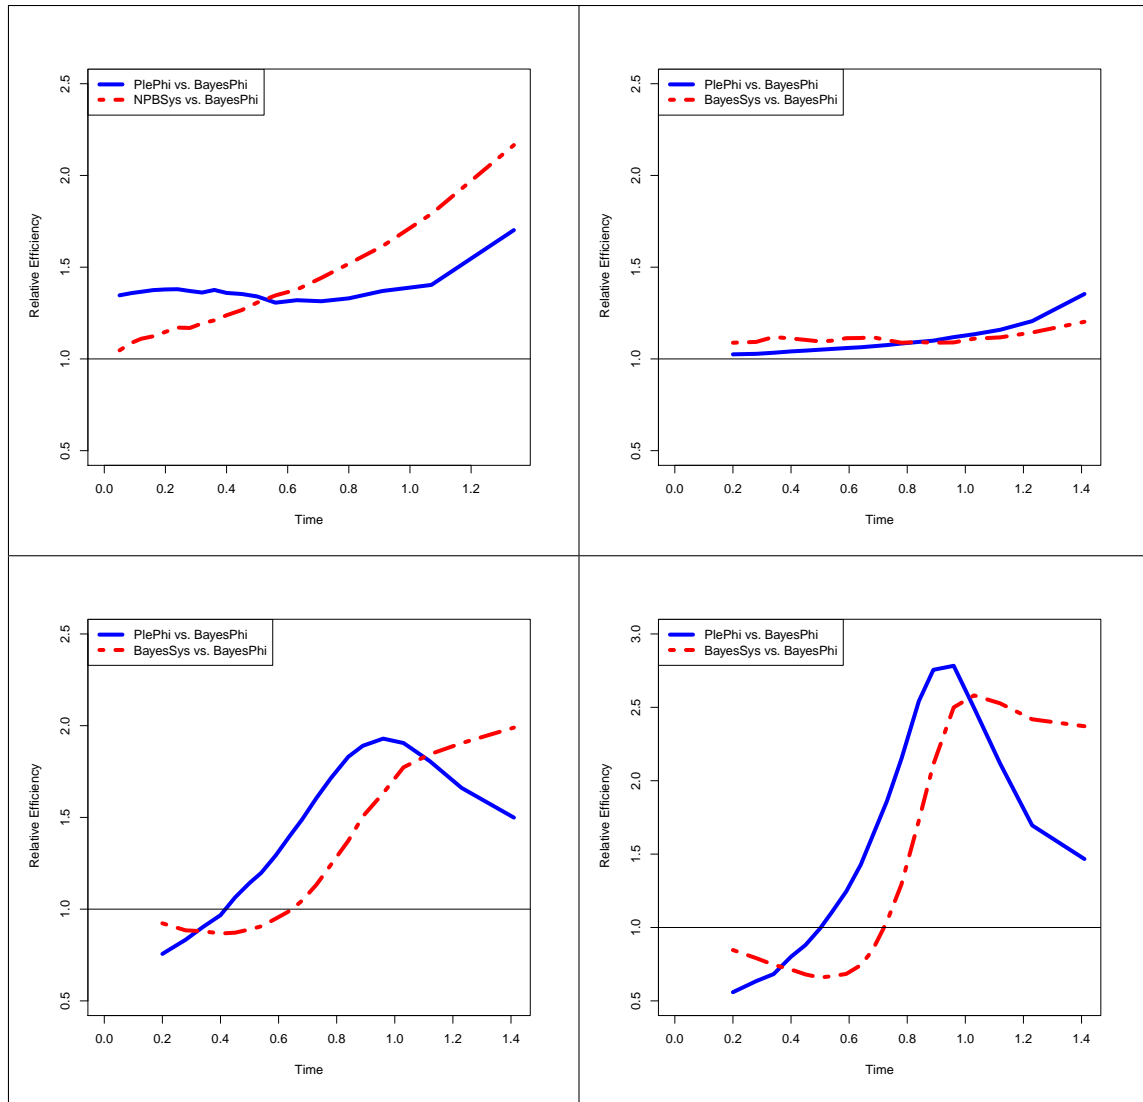 PlePhi vs. BayesPhi
NPBSys vs. BayesPhi
Relative Efficiency
2.5
2.0
1.5
1.0
0.5
0.0 0.2 0.4 0.6 0.8 1.0 1.2
Time
PlePhi vs. BayesPhi
BayesSys vs. BayesPhi
Relative Efficiency
2.5
2.0
1.5
1.0
0.5
0.0 0.2 0.4 0.6 0.8 1.0 1.2 1.4
Time
PlePhi vs. BayesPhi
BayesSys vs. BayesPhi
Relative Efficiency
2.5
2.0
1.5
1.0
0.5
0.0 0.2 0.4 0.6 0.8 1.0 1.2 1.4
Time
PlePhi vs. BayesPhi
BayesSys vs. BayesPhi
Relative Efficiency
3.0
2.5
2.0
1.5
1.0
0.5
0.0 0.2 0.4 0.6 0.8 1.0 1.2 1.4
Time